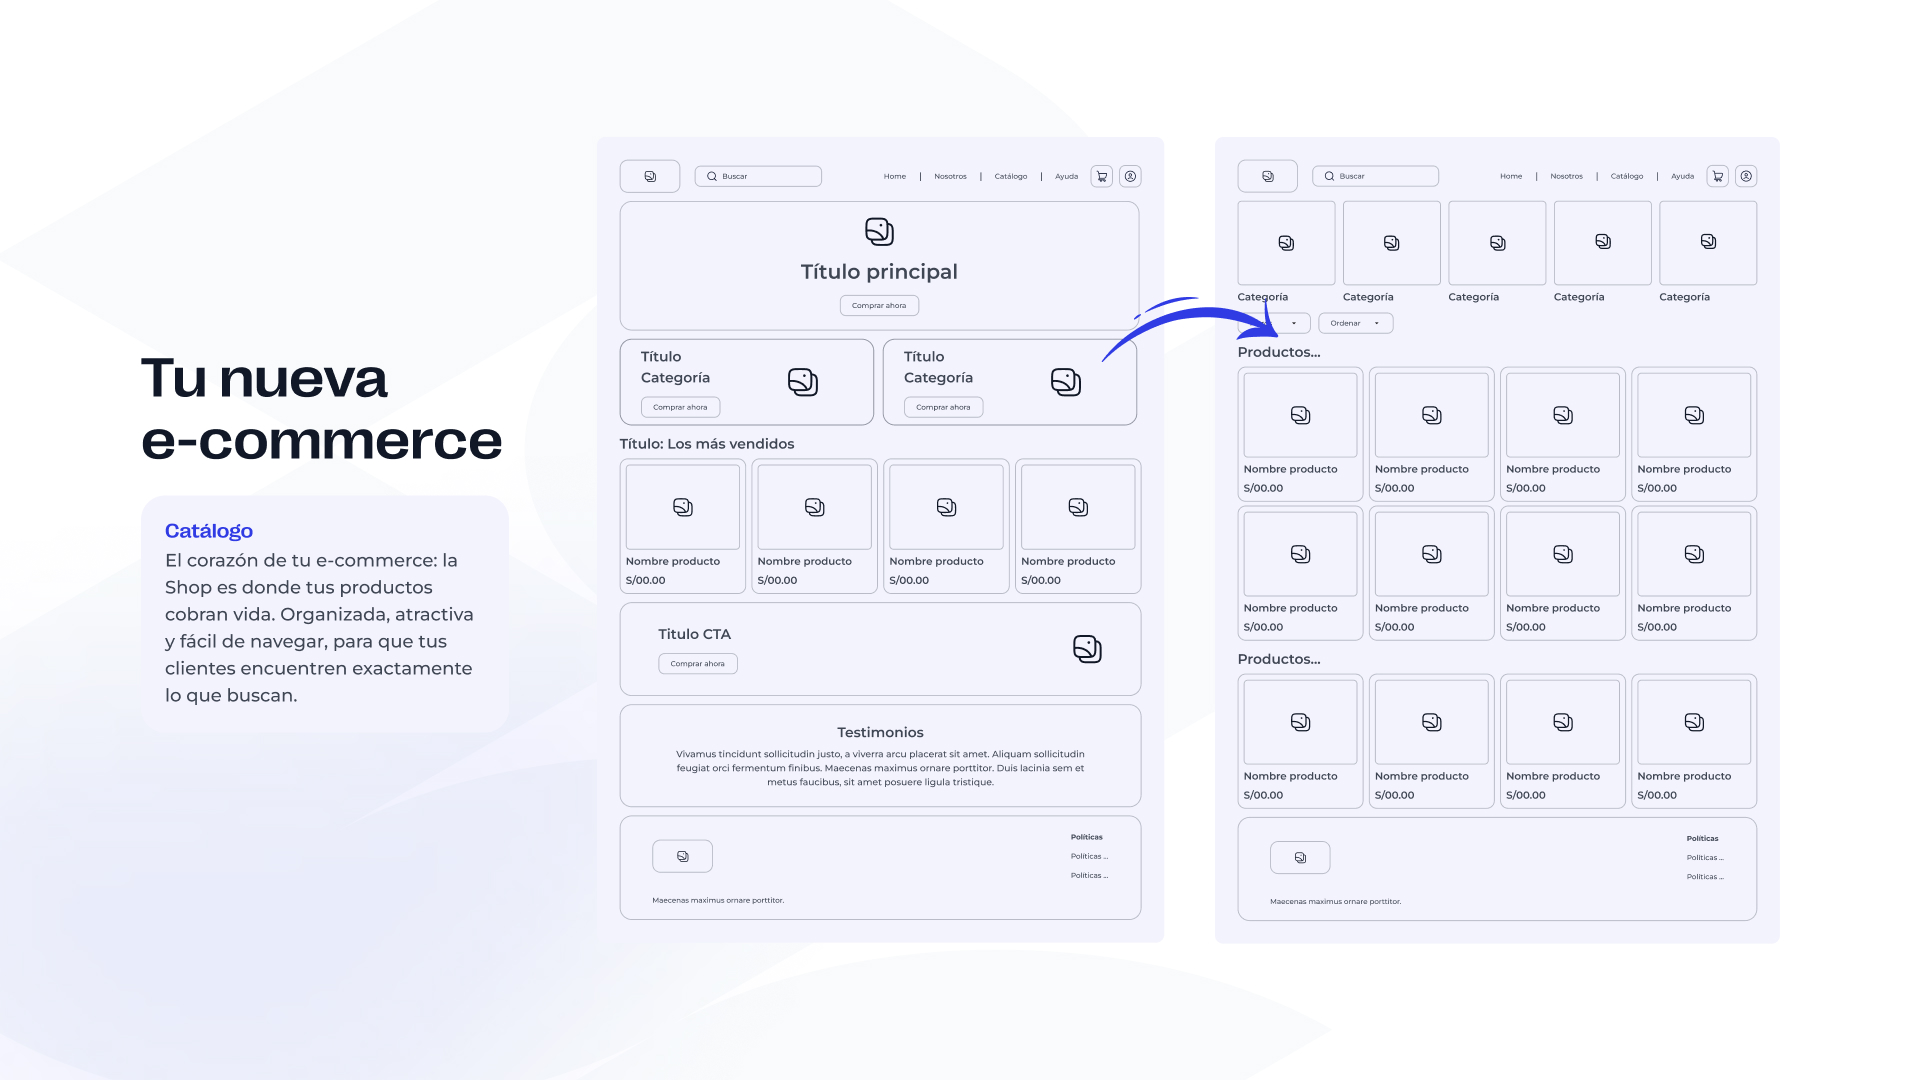 Tu nueva
e-commerce
Catálogo
El corazón de tu e-commerce: la
Shop es donde tus productos
cobran vida. Organizada, atractiva
y fácil de navegar, para que tus
clientes encuentren exactamente
lo que buscan.
Buscar
Home | Nosotros | Catálogo | Ayuda
Título principal
Comprar ahora
Título
Categoría
Comprar ahora
Título
Categoría
Comprar ahora
Título: Los más vendidos
Nombre producto Nombre producto Nombre producto Nombre producto
S/00.00 S/00.00 S/00.00 S/00.00
Titulo CTA
Comprar ahora
Testimonios
Vivamus tincidunt sollicitudin justo, a viverra arcu placerat sit amet. Aliquam sollicitudin
feugiat orci fermentum finibus. Maecenas maximus ornare porttitor. Duis lacinia sem et
metus faucibus, sit amet posuere ligula tristique.
Políticas
Políticas ...
Políticas ...
Maecenas maximus ornare porttitor.
Buscar
Home | Nosotros | Catálogo | Ayuda
Categoría Categoría Categoría Categoría Categoría
Ordenar
Productos...
Nombre producto Nombre producto Nombre producto Nombre producto
S/00.00 S/00.00 S/00.00 S/00.00
Nombre producto Nombre producto Nombre producto Nombre producto
S/00.00 S/00.00 S/00.00 S/00.00
Productos...
Nombre producto Nombre producto Nombre producto Nombre producto
S/00.00 S/00.00 S/00.00 S/00.00
Políticas
Políticas ...
Políticas ...
Maecenas maximus ornare porttitor.